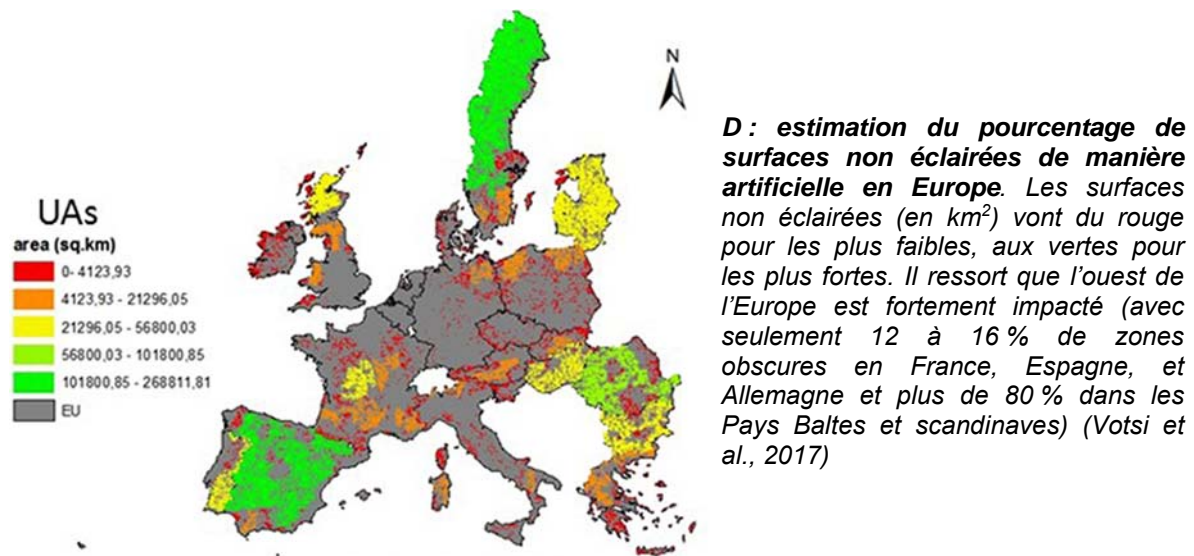 N
UAs
area (sq.km)
0- 4123,93
4123,93 - 21296,05
21296,05 - 56800,03
56800,03 - 101800,85
101800,85 - 268811,81
EU
D : estimation du pourcentage de
surfaces non éclairées de manière
artificielle en Europe. Les surfaces
non éclairées (en km²) vont du rouge
pour les plus faibles, aux vertes pour
les plus fortes. Il ressort que l’ouest de
l’Europe est fortement impacté (avec
seulement 12 à 16 % de zones
obscures en France, Espagne, et
Allemagne et plus de 80 % dans les
Pays Baltes et scandinaves) (Votsi et
al., 2017)